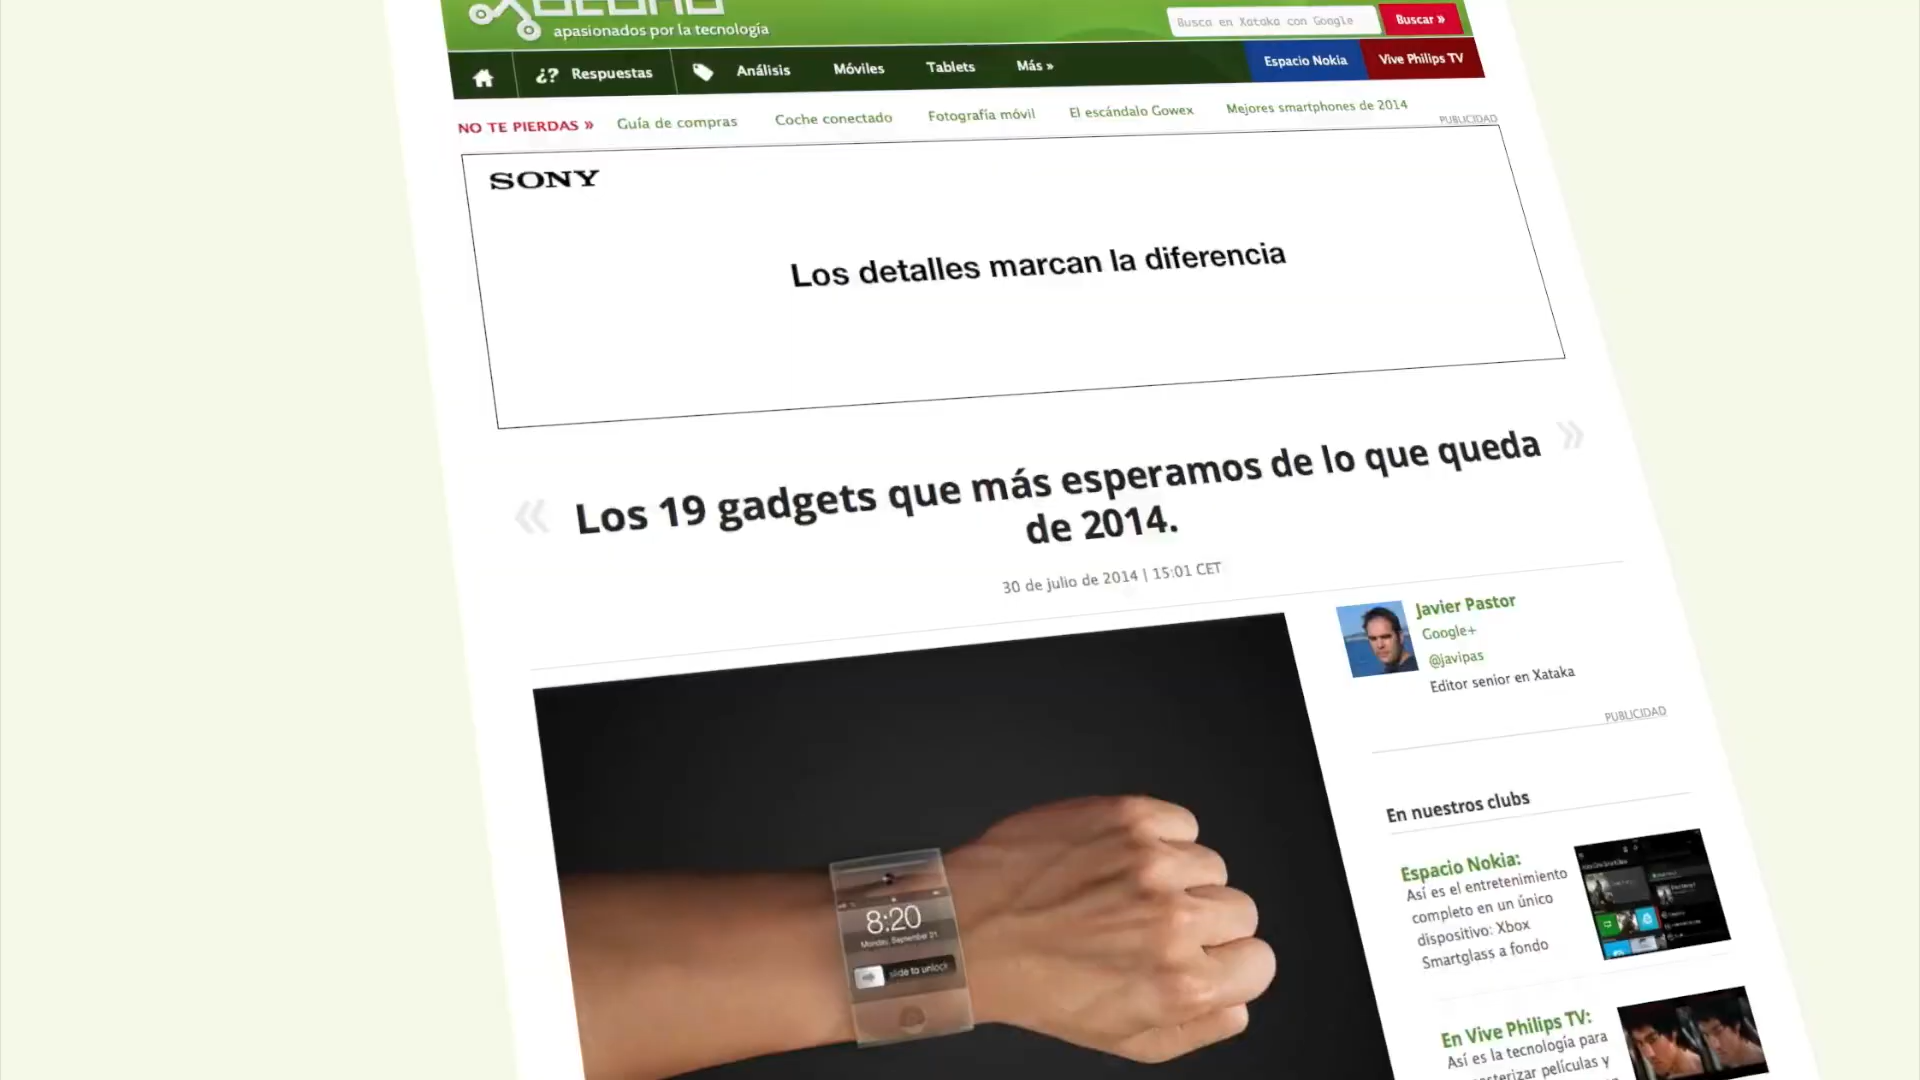 apasionados por la tecnología
Busca en Xataka con Google
Buscar »
¿? Respuestas
Análisis
Móviles
Tablets
Más »
Espacio Nokia
Vive Philips TV
NO TE PIERDAS »
Guía de compras
Coche conectado
Fotografía móvil
El escándalo Gowex
Mejores smartphones de 2014
PUBLICIDAD
SONY
Los detalles marcan la diferencia
« Los 19 gadgets que más esperamos de lo que queda »
de 2014.
30 de julio de 2014 | 15:01 CET
Javier Pastor
Google+
@javipas
Editor senior en Xataka
PUBLICIDAD
8:20
Monday, September 21
slide to unlock
En nuestros clubs
Espacio Nokia:
Así es el entretenimiento
completo en un único
dispositivo: Xbox
Smartglass a fondo
En Vive Philips TV:
Así es la tecnología para
películas y